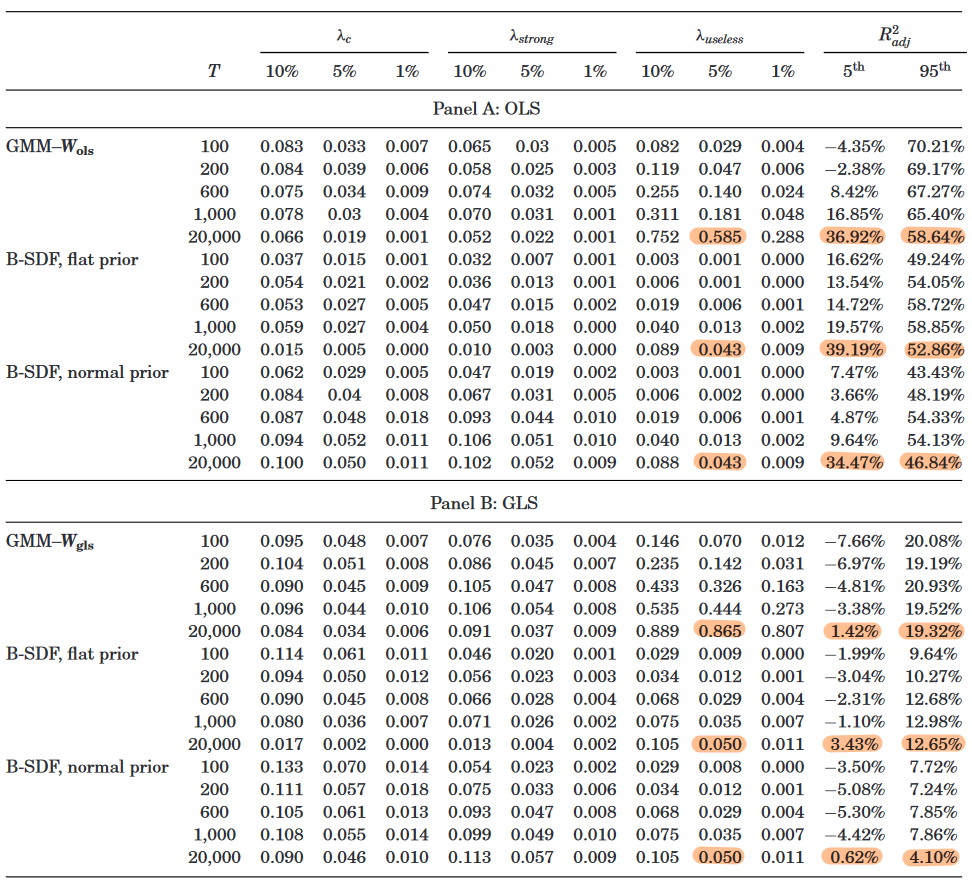 λc λstrong λuseless R²adj
T 10% 5% 1% 10% 5% 1% 10% 5% 1% 5th 95th
Panel A: OLS
GMM–Wols 100 0.083 0.033 0.007 0.065 0.03 0.005 0.082 0.029 0.004 −4.35% 70.21%
200 0.084 0.039 0.006 0.058 0.025 0.003 0.119 0.047 0.006 −2.38% 69.17%
600 0.075 0.034 0.009 0.074 0.032 0.005 0.255 0.140 0.024 8.42% 67.27%
1,000 0.078 0.03 0.004 0.070 0.031 0.001 0.311 0.181 0.048 16.85% 65.40%
20,000 0.066 0.019 0.001 0.052 0.022 0.001 0.752 0.585 0.288 36.92% 58.64%
B-SDF, flat prior 100 0.037 0.015 0.001 0.032 0.007 0.001 0.003 0.001 0.000 16.62% 49.24%
200 0.054 0.021 0.002 0.036 0.013 0.001 0.006 0.001 0.000 13.54% 54.05%
600 0.053 0.027 0.005 0.047 0.015 0.002 0.019 0.006 0.001 14.72% 58.72%
1,000 0.059 0.027 0.004 0.050 0.018 0.000 0.040 0.013 0.002 19.57% 58.85%
20,000 0.015 0.005 0.000 0.010 0.003 0.000 0.089 0.043 0.009 39.19% 52.86%
B-SDF, normal prior 100 0.062 0.029 0.005 0.047 0.019 0.002 0.003 0.001 0.000 7.47% 43.43%
200 0.084 0.04 0.008 0.067 0.031 0.005 0.006 0.002 0.000 3.66% 48.19%
600 0.087 0.048 0.018 0.093 0.044 0.010 0.019 0.006 0.001 4.87% 54.33%
1,000 0.094 0.052 0.011 0.106 0.051 0.010 0.040 0.013 0.002 9.64% 54.13%
20,000 0.100 0.050 0.011 0.102 0.052 0.009 0.088 0.043 0.009 34.47% 46.84%
Panel B: GLS
GMM–Wgls 100 0.095 0.048 0.007 0.076 0.035 0.004 0.146 0.070 0.012 −7.66% 20.08%
200 0.104 0.051 0.008 0.086 0.045 0.007 0.235 0.142 0.031 −6.97% 19.19%
600 0.090 0.045 0.009 0.105 0.047 0.008 0.433 0.326 0.163 −4.81% 20.93%
1,000 0.096 0.044 0.010 0.106 0.054 0.008 0.535 0.444 0.273 −3.38% 19.52%
20,000 0.084 0.034 0.006 0.091 0.037 0.009 0.889 0.865 0.807 1.42% 19.32%
B-SDF, flat prior 100 0.114 0.061 0.011 0.046 0.020 0.001 0.029 0.009 0.000 −1.99% 9.64%
200 0.094 0.050 0.012 0.056 0.023 0.003 0.034 0.012 0.001 −3.04% 10.27%
600 0.090 0.045 0.008 0.066 0.028 0.004 0.068 0.029 0.004 −2.31% 12.68%
1,000 0.080 0.036 0.007 0.071 0.026 0.002 0.075 0.035 0.007 −1.10% 12.98%
20,000 0.017 0.002 0.000 0.013 0.004 0.002 0.105 0.050 0.011 3.43% 12.65%
B-SDF, normal prior 100 0.133 0.070 0.014 0.054 0.023 0.002 0.029 0.008 0.000 −3.50% 7.72%
200 0.111 0.057 0.018 0.075 0.033 0.006 0.034 0.012 0.001 −5.08% 7.24%
600 0.105 0.061 0.013 0.093 0.047 0.008 0.068 0.029 0.004 −5.30% 7.85%
1,000 0.108 0.055 0.014 0.099 0.049 0.010 0.075 0.035 0.007 −4.42% 7.86%
20,000 0.090 0.046 0.010 0.113 0.057 0.009 0.105 0.050 0.011 0.62% 4.10%